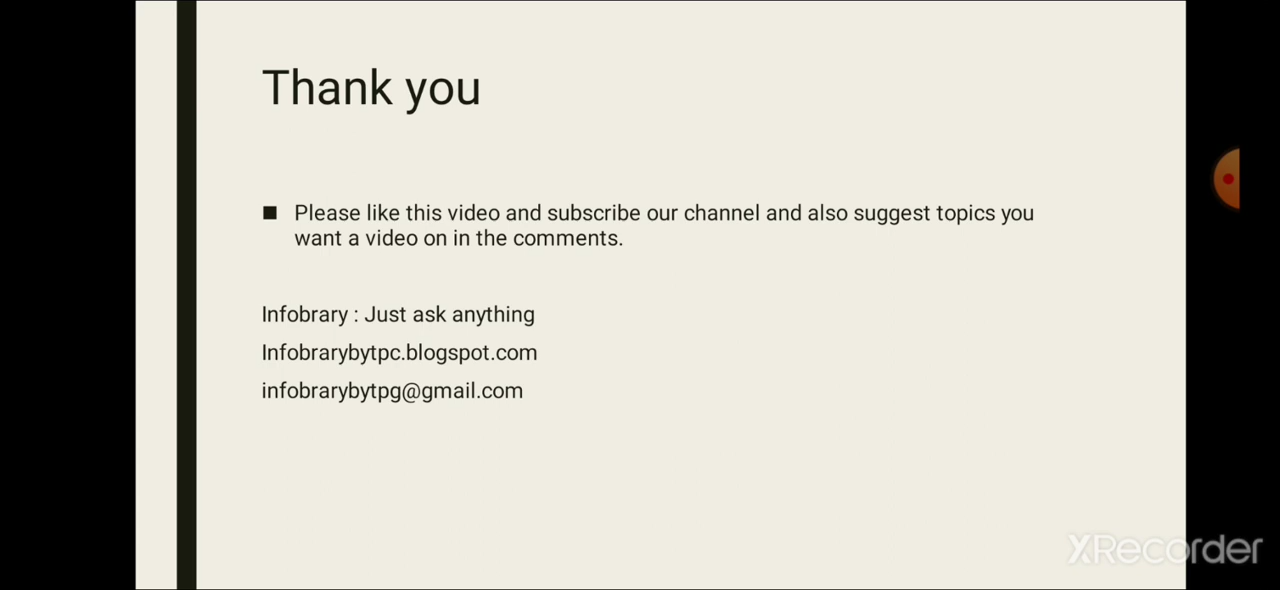 Thank you
■ Please like this video and subscribe our channel and also suggest topics you
want a video on in the comments.
Infobrary : Just ask anything
Infobrarybytpc.blogspot.com
infobrarybytpg@gmail.com
XRecorder